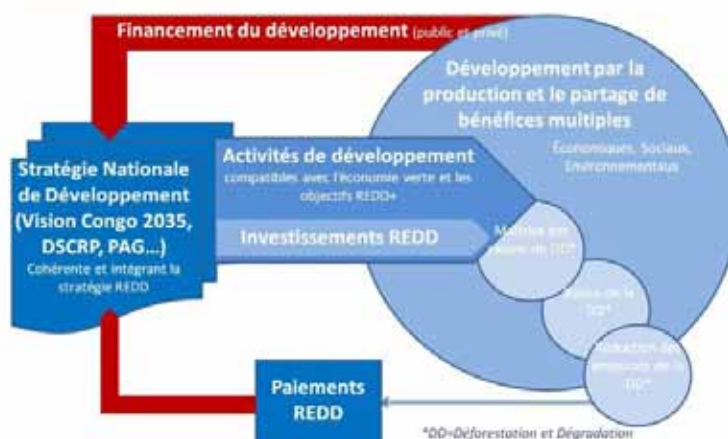 Financement du développement (public et privé)
Développement par la
production et le partage de
bénéfices multiples
Économiques, Sociaux,
Environnementaux
Stratégie Nationale
de Développement
(Vision Congo 2035,
DSCRP, PAG...)
Cohérente et intégrant la
stratégie REDD
Activités de développement
compatibles avec l'économie verte et les
objectifs REDD+
Investissements REDD
Maîtrise des
causes de DD*
de la
DD*
Réduction des
émissions de la
DD*
Paiements
REDD
*DD=Déforestation et Dégradation